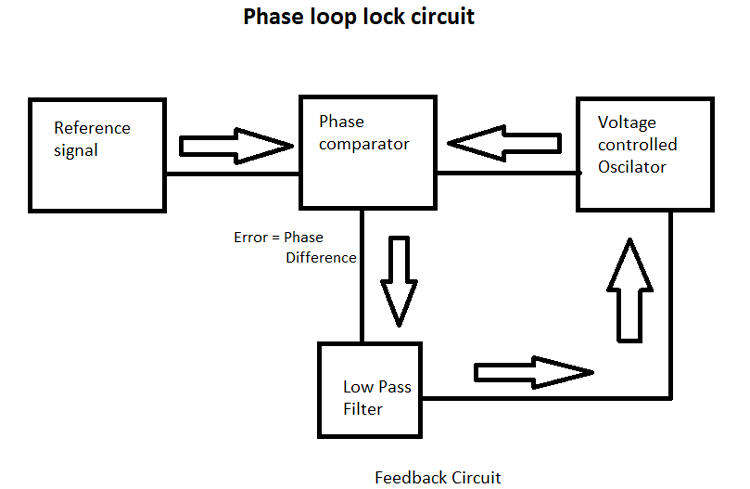 Phase loop lock circuit
Reference
signal
Phase
comparator
Voltage
controlled
Oscilator
Error = Phase
Difference
Low Pass
Filter
Feedback Circuit